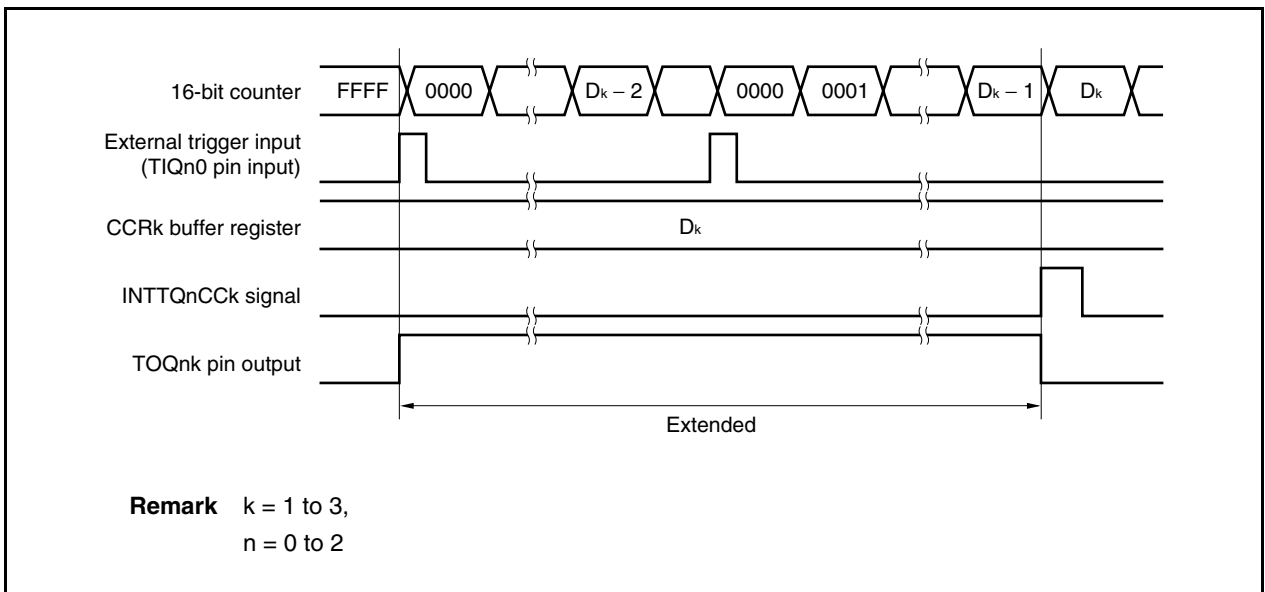 16-bit counter FFFF 0000 Dk − 2 0000 0001 Dk − 1 Dk
External trigger input
(TIQn0 pin input)
CCRk buffer register Dk
INTTQnCCk signal
TOQnk pin output
Extended
Remark k = 1 to 3,
n = 0 to 2